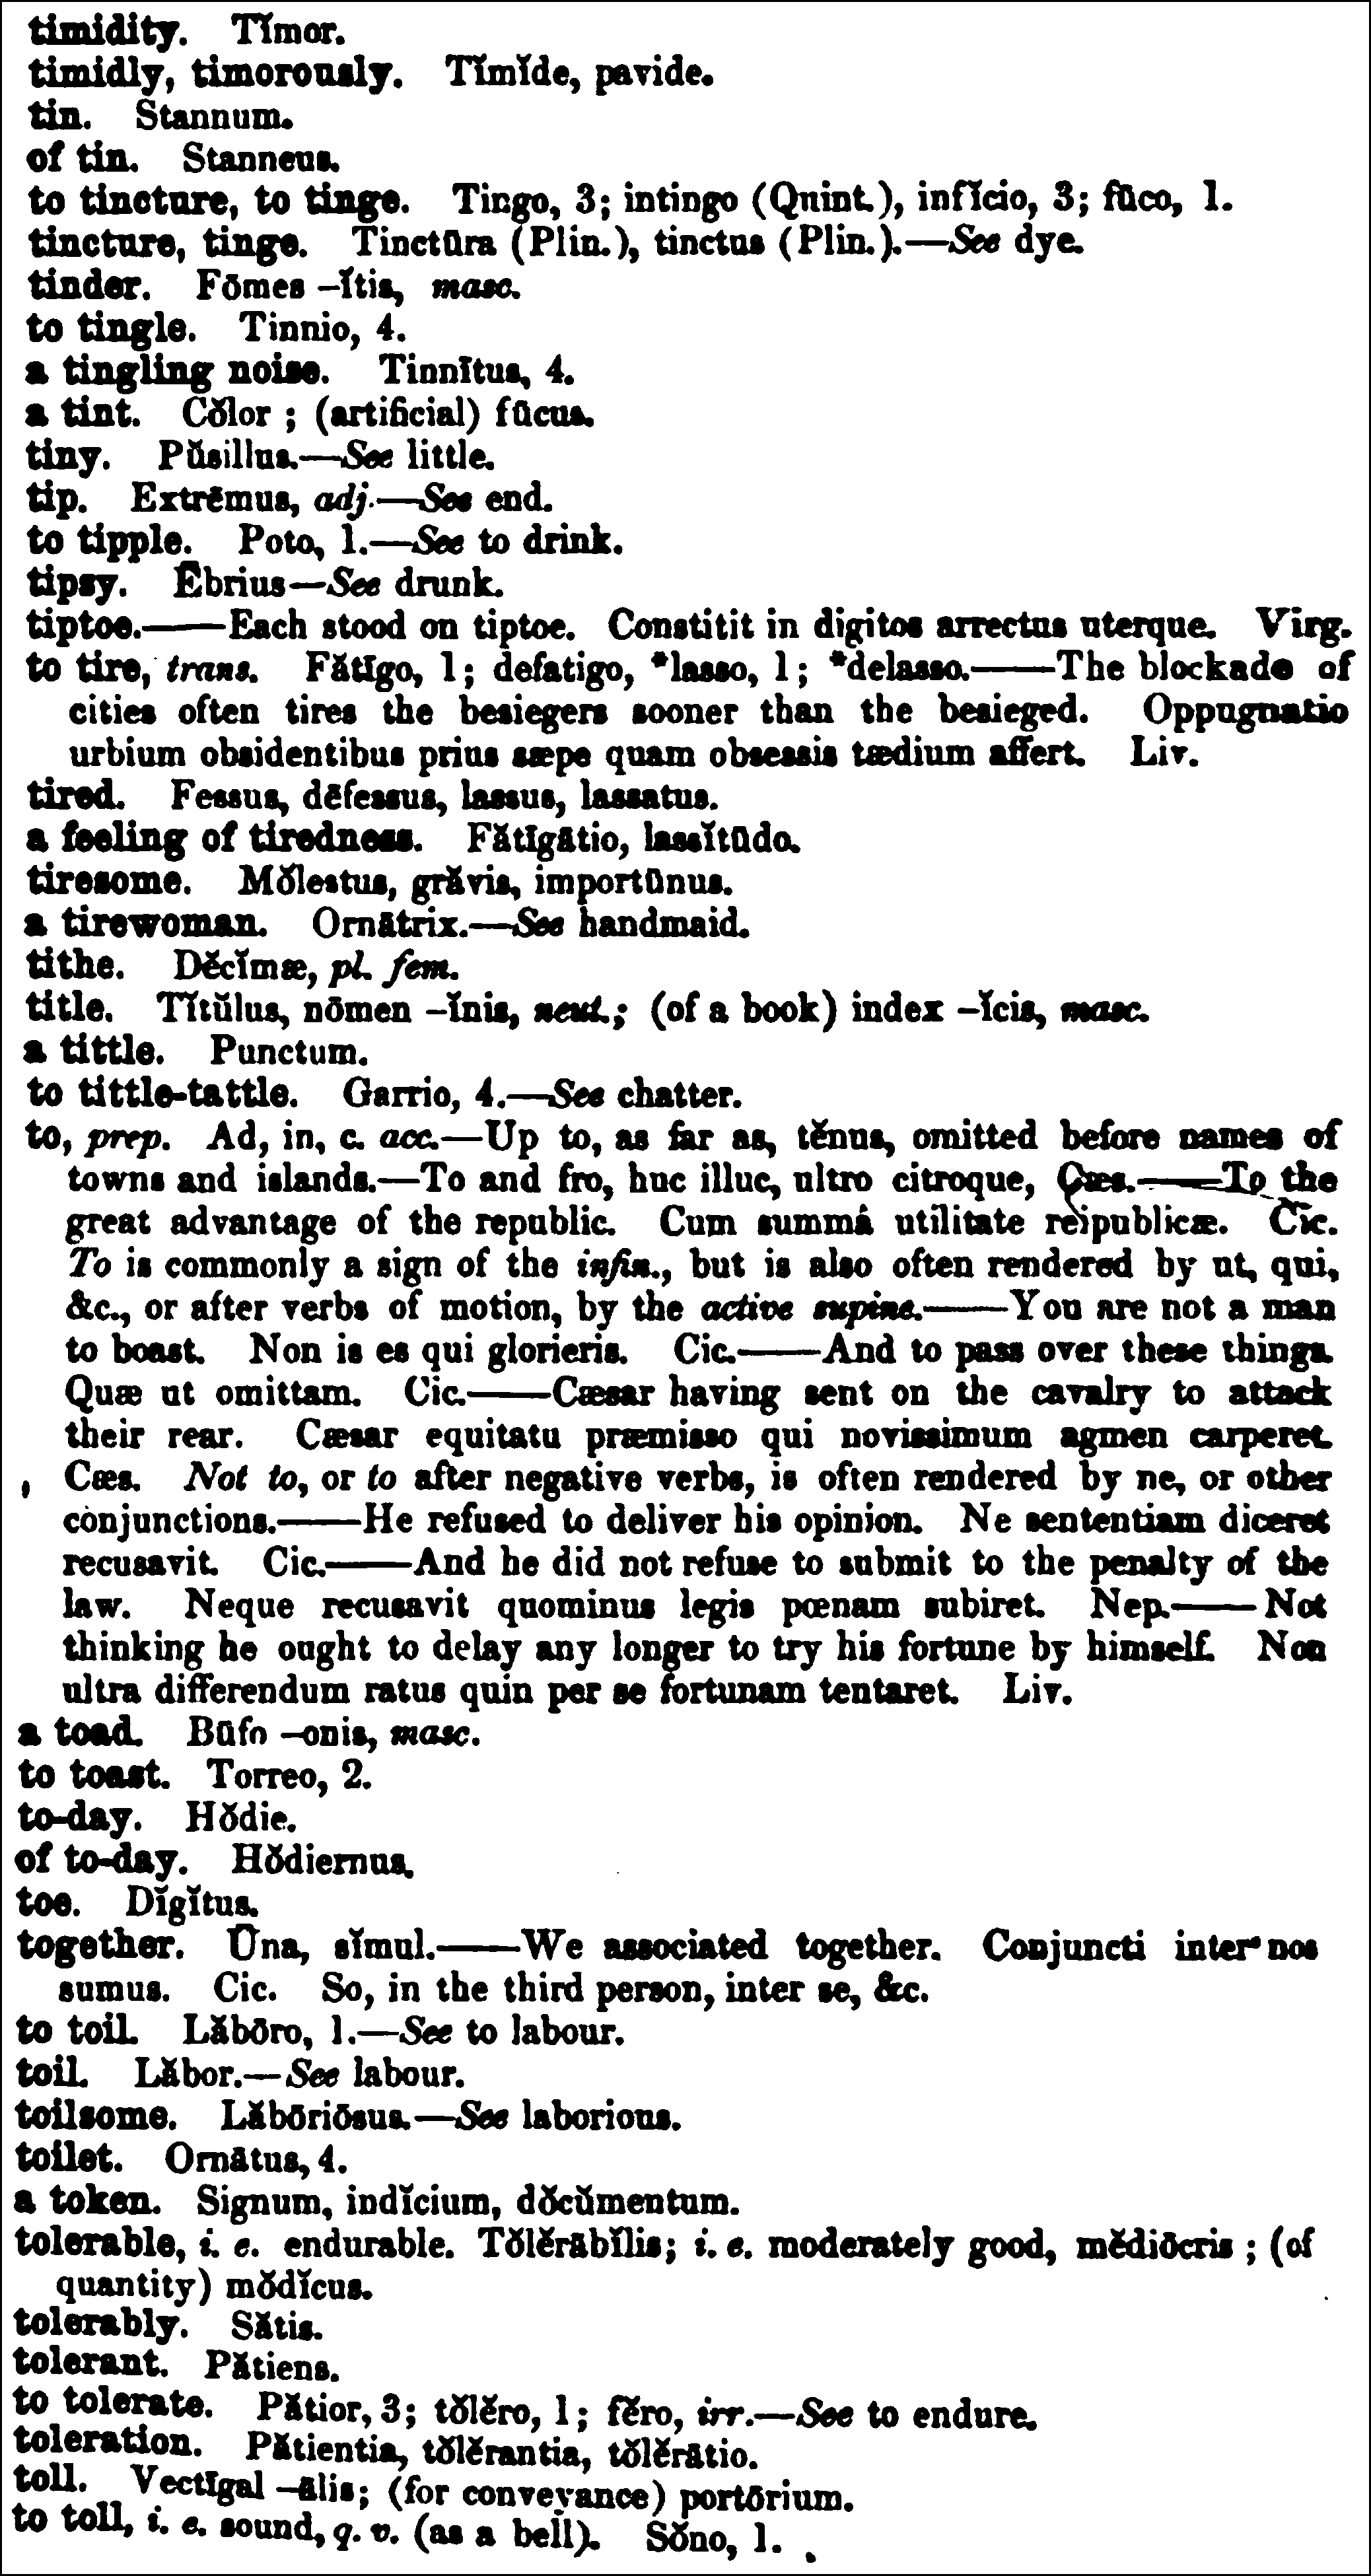 timidity. Tĭmor.
timidly, timorously. Tĭmĭde, pavide.
tin. Stannum.
of tin. Stanneus.
to tincture, to tinge. Tingo, 3; intingo (Quint.), infĭcio, 3; fūco, 1.
tincture, tinge. Tinctūra (Plin.), tinctus (Plin.).—See dye.
tinder. Fōmes –ĭtis, masc.
to tingle. Tinnio, 4.
a tingling noise. Tinnītus, 4.
a tint. Cŏlor ; (artificial) fūcus.
tiny. Pŭsillus.—See little.
tip. Extrēmus, adj.—See end.
to tipple. Poto, 1.—See to drink.
tipsy. Ēbrius—See drunk.
tiptoe.——Each stood on tiptoe. Constitit in digitos arrectus uterque. Virg.
to tire, trans. Fătīgo, 1; defatigo, *lasso, 1; *delasso.——The blockade of
cities often tires the besiegers sooner than the besieged. Oppugnatio
urbium obsidentibus prius sæpe quam obsessis tædium affert. Liv.
tired. Fessus, dēfessus, lassus, lassatus.
a feeling of tiredness. Fătīgātio, lassĭtūdo.
tiresome. Mŏlestus, grăvis, importūnus.
a tirewoman. Ornātrix.—See handmaid.
tithe. Dĕcĭmæ, pl. fem.
title. Tĭtŭlus, nōmen –ĭnis, neut.; (of a book) index –ĭcis, masc.
a tittle. Punctum.
to tittle-tattle. Garrio, 4.—See chatter.
to, prep. Ad, in, c. acc.—Up to, as far as, tĕnus, omitted before names of
towns and islands.—To and fro, huc illuc, ultro citroque, Cæs.——To the
great advantage of the republic. Cum summâ utilitate reipublicæ. Cic.
To is commonly a sign of the infin., but is also often rendered by ut, qui,
&c., or after verbs of motion, by the active supine.——You are not a man
to boast. Non is es qui glorieris. Cic.——And to pass over these things.
Quæ ut omittam. Cic.——Cæsar having sent on the cavalry to attack
their rear. Cæsar equitatu præmisso qui novissimum agmen carperet.
Cæs. Not to, or to after negative verbs, is often rendered by ne, or other
conjunctions.——He refused to deliver his opinion. Ne sententiam diceret
recusavit. Cic.——And he did not refuse to submit to the penalty of the
law. Neque recusavit quominus legis pœnam subiret. Nep.——Not
thinking he ought to delay any longer to try his fortune by himself. Non
ultra differendum ratus quin per se fortunam tentaret. Liv.
a toad. Būfo –onis, masc.
to toast. Torreo, 2.
to-day. Hŏdie.
of to-day. Hŏdiernus.
toe. Dĭgĭtus.
together. Ūna, sĭmul.——We associated together. Conjuncti inter nos
sumus. Cic. So, in the third person, inter se, &c.
to toil. Lăbōro, 1.—See to labour.
toil. Lăbor.—See labour.
toilsome. Lăbōriōsus.—See laborious.
toilet. Ornātus, 4.
a token. Signum, indĭcium, dŏcŭmentum.
tolerable, i. e. endurable. Tŏlĕrābĭlis; i. e. moderately good, mĕdiōcris ; (of
quantity) mŏdĭcus.
tolerably. Sătis.
tolerant. Pătiens.
to tolerate. Pătior, 3; tŏlĕro, 1; fĕro, irr.—See to endure.
toleration. Pătientia, tŏlĕrantia, tŏlĕrātio.
toll. Vectīgal –ālis; (for conveyance) portōrium.
to toll, i. e. sound, q. v. (as a bell). Sŏno, 1.